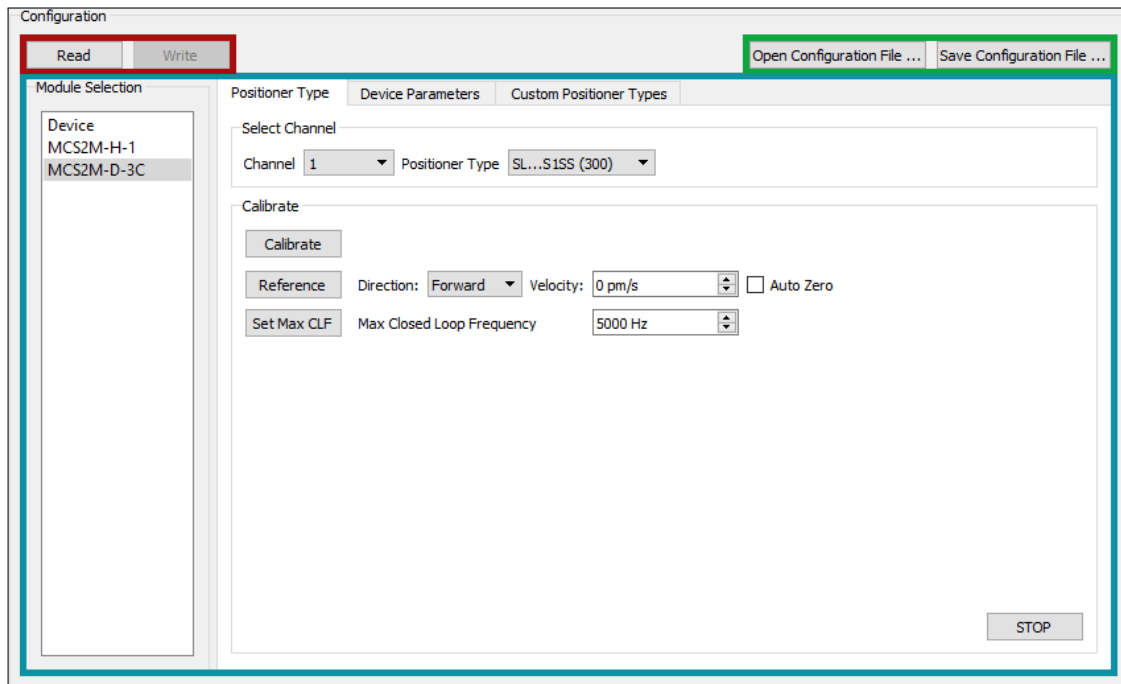 Configuration
Read Write Open Configuration File ... Save Configuration File ...
Module Selection
Device
MCS2M-H-1
MCS2M-D-3C
Positioner Type Device Parameters Custom Positioner Types
Select Channel
Channel 1 Positioner Type SL...S1SS (300)
Calibrate
Calibrate
Reference Direction: Forward Velocity: 0 pm/s Auto Zero
Set Max CLF Max Closed Loop Frequency 5000 Hz
STOP